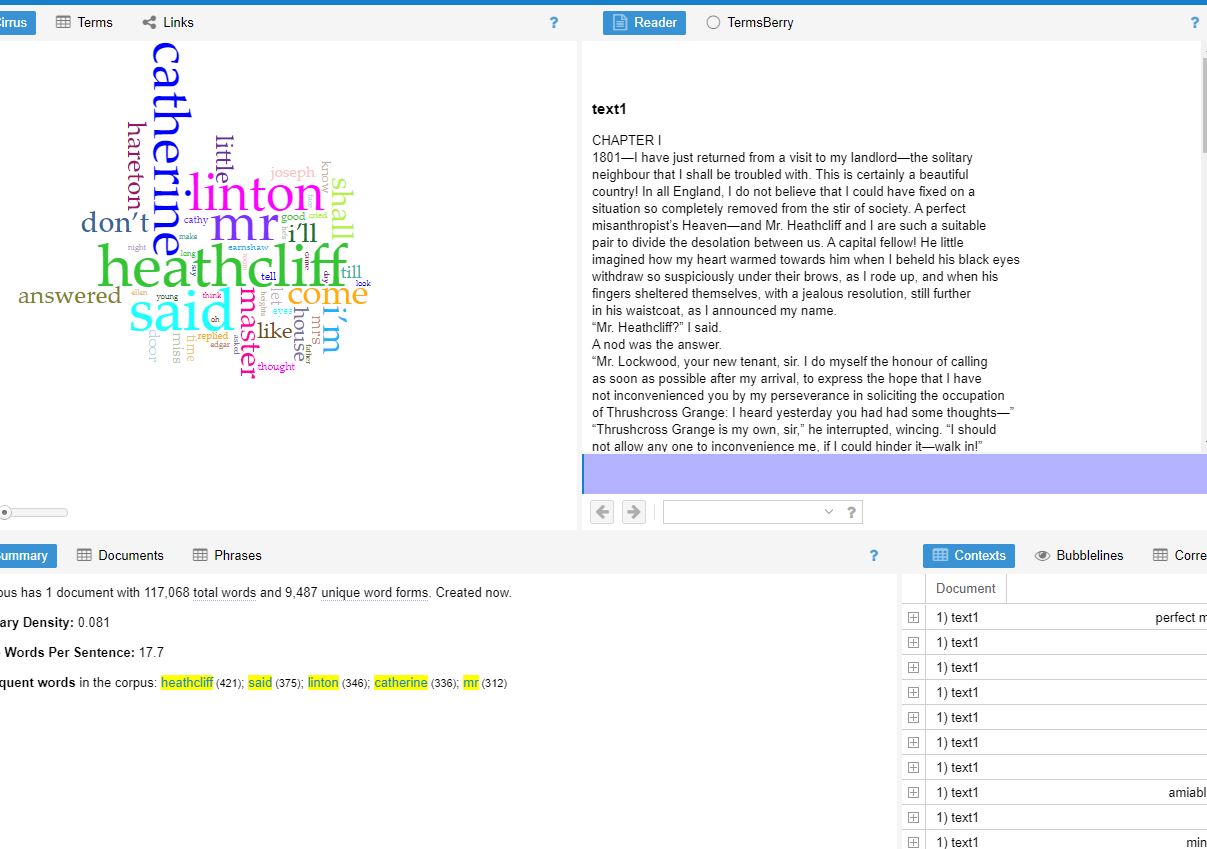 irrus Terms Links ?
catherine
hareton
little
joseph
know
linton
shall
don't
cathy
mr
good
cried
i'll
make
night
earnshaw
long
heathcliff
say
came
tell
day
till
look
answered
ellen
young
think
said
master
heights
let
come
eyes
oh
like
house
mrs
i'm
door
miss
time
replied
edgar
asked
father
thought
Reader TermsBerry ?
text1
CHAPTER I
1801—I have just returned from a visit to my landlord—the solitary
neighbour that I shall be troubled with. This is certainly a beautiful
country! In all England, I do not believe that I could have fixed on a
situation so completely removed from the stir of society. A perfect
misanthropist's Heaven—and Mr. Heathcliff and I are such a suitable
pair to divide the desolation between us. A capital fellow! He little
imagined how my heart warmed towards him when I beheld his black eyes
withdraw so suspiciously under their brows, as I rode up, and when his
fingers sheltered themselves, with a jealous resolution, still further
in his waistcoat, as I announced my name.
“Mr. Heathcliff?” I said.
A nod was the answer.
“Mr. Lockwood, your new tenant, sir. I do myself the honour of calling
as soon as possible after my arrival, to express the hope that I have
not inconvenienced you by my perseverance in soliciting the occupation
of Thrushcross Grange: I heard yesterday you had had some thoughts—”
“Thrushcross Grange is my own, sir,” he interrupted, wincing. “I should
not allow any one to inconvenience me, if I could hinder it—walk in!”
?
ummary Documents Phrases ?
pus has 1 document with 117,068 total words and 9,487 unique word forms. Created now.
ary Density: 0.081
Words Per Sentence: 17.7
quent words in the corpus: heathcliff (421); said (375); linton (346); catherine (336); mr (312)
Contexts Bubblelines Corre
Document
1) text1 perfect m
1) text1
1) text1
1) text1
1) text1
1) text1
1) text1
1) text1 amiabl
1) text1
1) text1 min